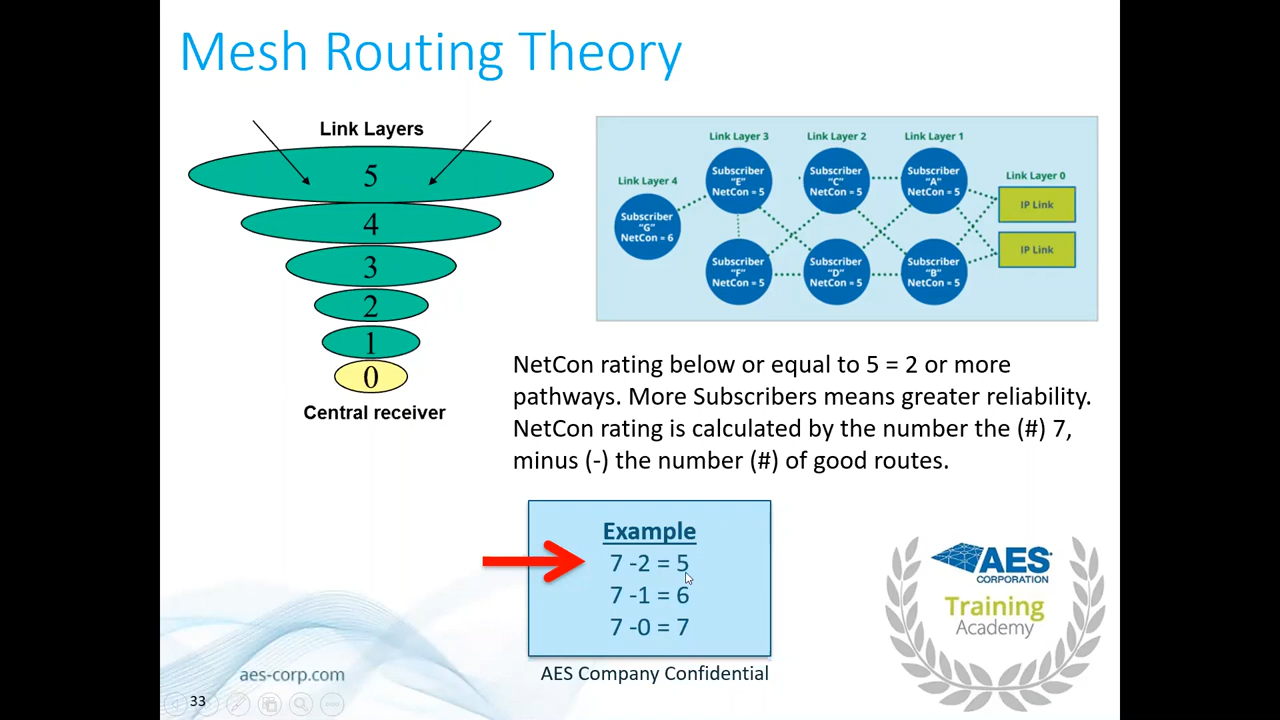 Mesh Routing Theory
Link Layers
5
4
3
2
1
0
Central receiver
Link Layer 4
Link Layer 3
Link Layer 2
Link Layer 1
Link Layer 0
Subscriber
"G"
NetCon = 6
Subscriber
"E"
NetCon = 5
Subscriber
"C"
NetCon = 5
Subscriber
"A"
NetCon = 5
IP Link
Subscriber
"F"
NetCon = 5
Subscriber
"D"
NetCon = 5
Subscriber
"B"
NetCon = 5
IP Link
NetCon rating below or equal to 5 = 2 or more
pathways. More Subscribers means greater reliability.
NetCon rating is calculated by the number the (#) 7,
minus (-) the number (#) of good routes.
Example
7 -2 = 5
7 -1 = 6
7 -0 = 7
AES Company Confidential
AES
CORPORATION
Training
Academy
aes-corp.com
33